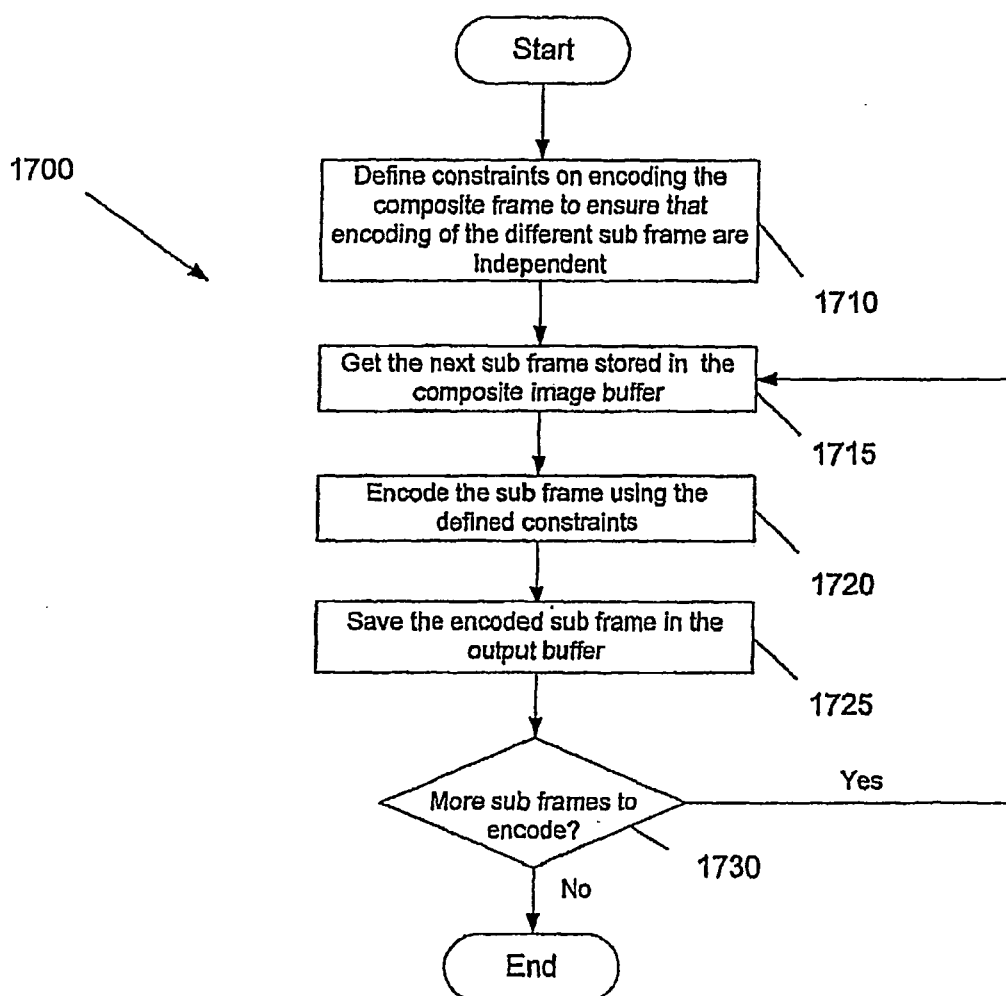 Start
1700
Define constraints on encoding the
composite frame to ensure that
encoding of the different sub frame are
Independent
1710
Get the next sub frame stored in the
composite image buffer
1715
Encode the sub frame using the
defined constraints
1720
Save the encoded sub frame in the
output buffer
1725
Yes
More sub frames to
encode?
1730
No
End